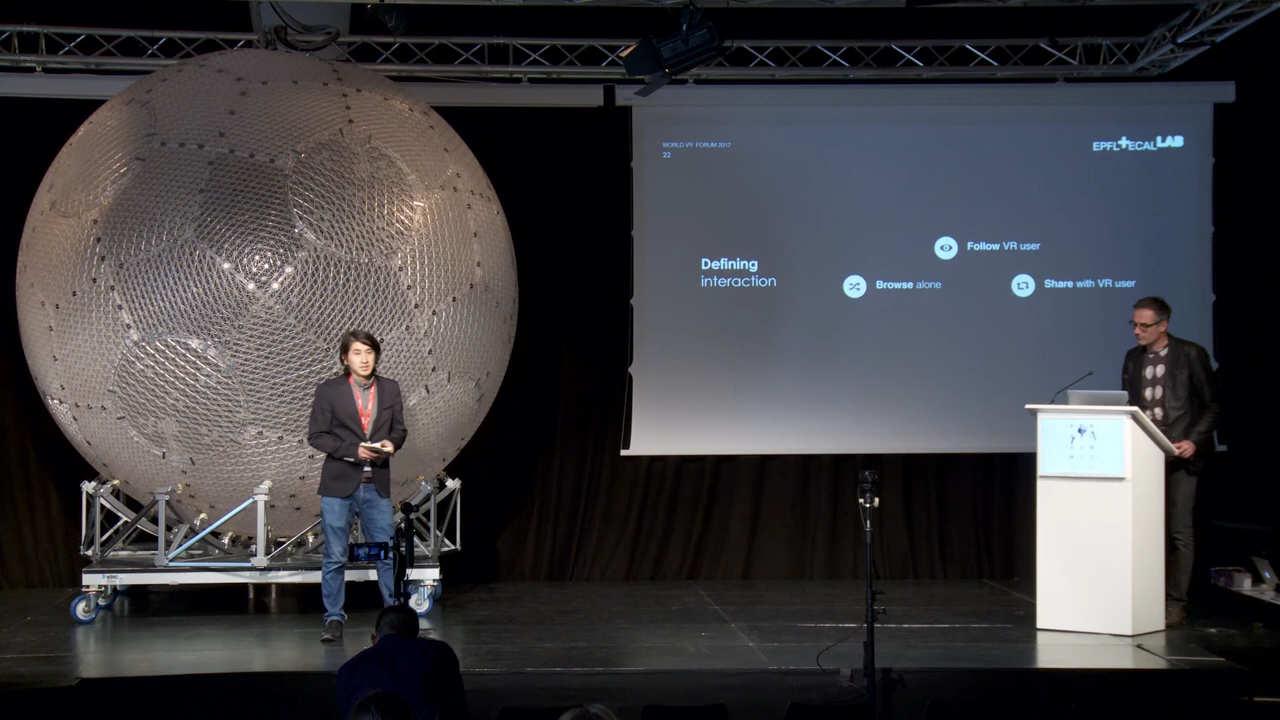 WORLD VR FORUM 2017
22
EPFL+ECAL LAB
Defining
interaction
Follow VR user
Browse alone
Share with VR user